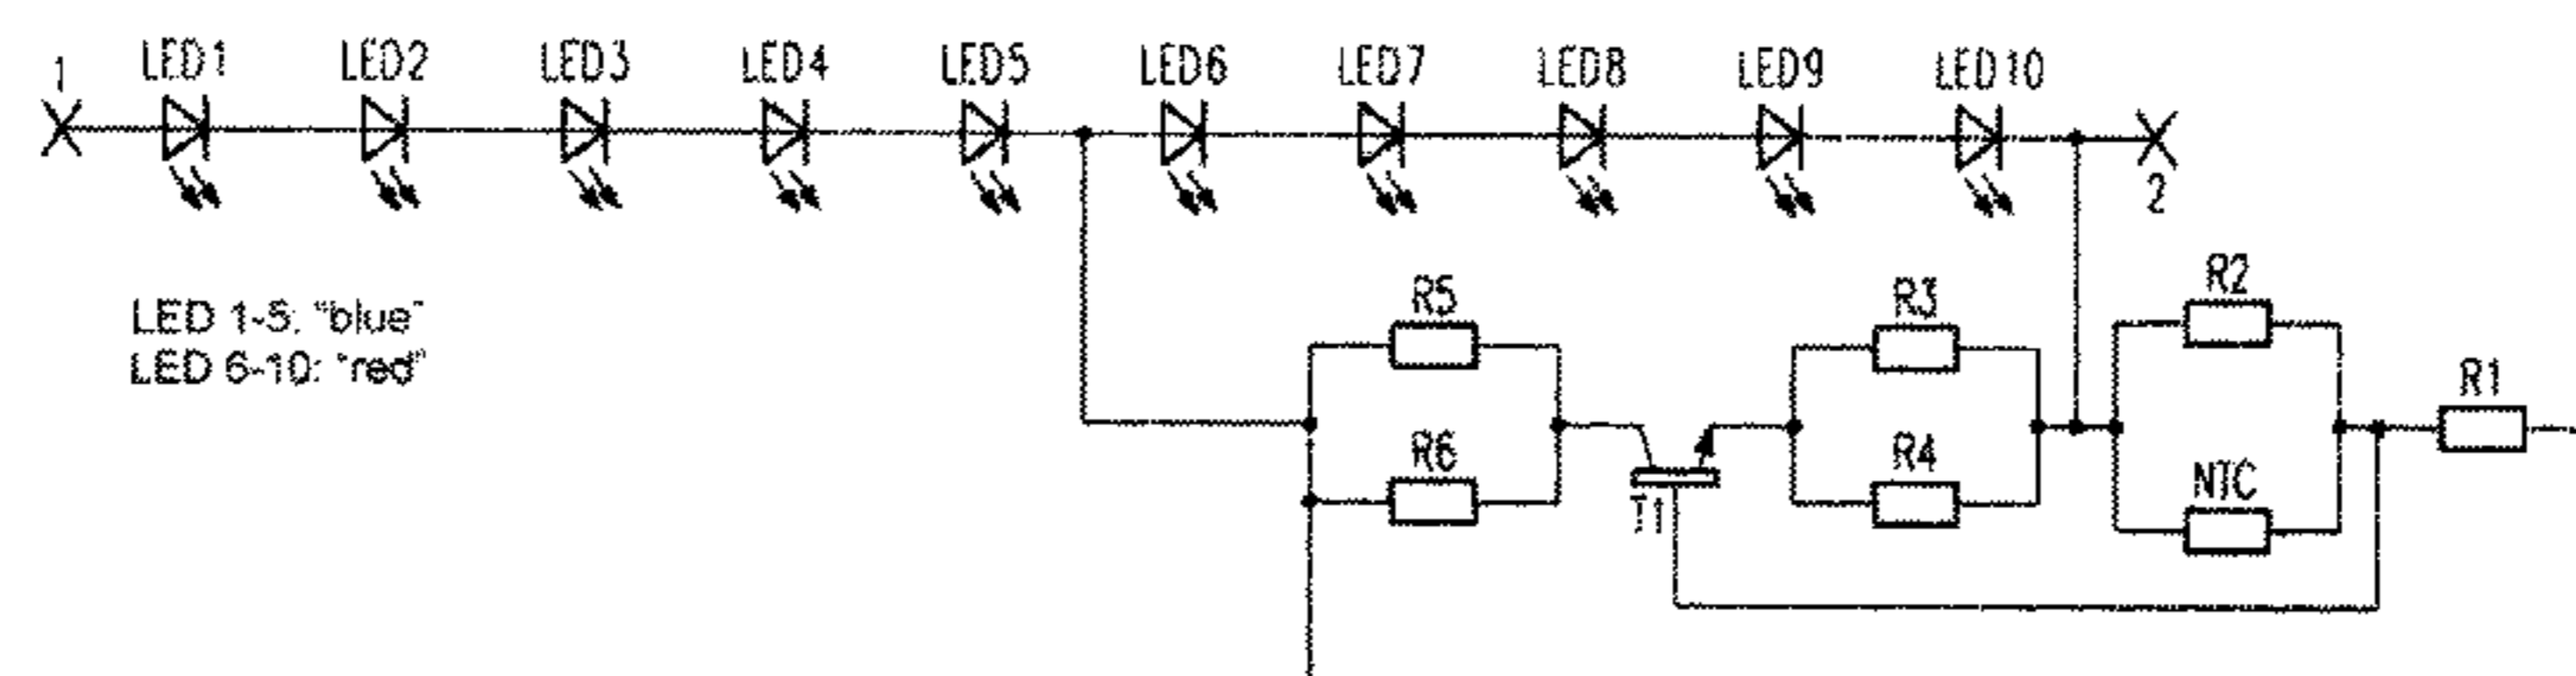 1 LED1 LED2 LED3 LED4 LED5 LED6 LED7 LED8 LED9 LED10
2
LED 1-5: "blue"
LED 6-10: "red"
R5 R3 R2
R1
R6 R4 NTC
T1